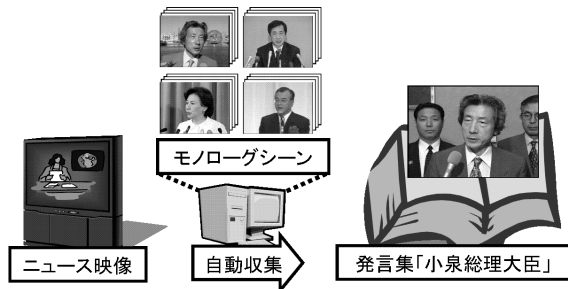 モノローグシーン
ニュース映像
自動収集
発言集「小泉総理大臣」